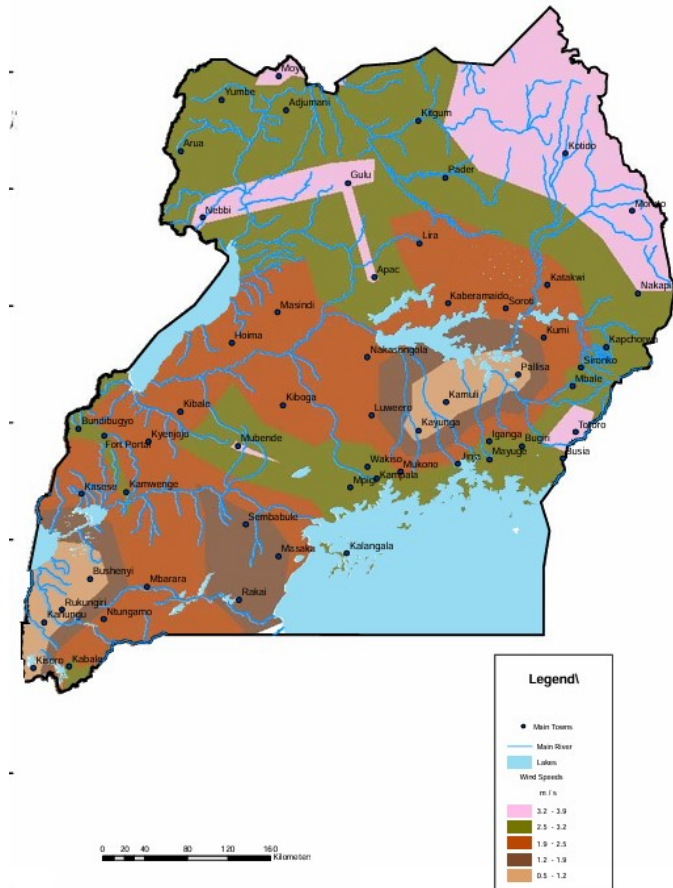 Moyo
Yumbe
Adjumani
Kitgum
Arua
Kotido
Pader
Gulu
Nebbi
Moroto
Lira
Apac
Katakwi
Nakapi
Kaberamaido
Soroti
Masindi
Kumi
Hoima
Kapchorwa
Nakasongola
Sironko
Pallisa
Mbale
Kibale
Kiboga
Kamuli
Luweero
Bundibugyo
Kayunga
Tororo
Fort Portal
Kyenjojo
Mubende
Iganga
Bugiri
Wakiso
Mukono
Jinja
Mayuge
Busia
Kampala
Mpigi
Kasese
Kamwenge
Sembabule
Masaka
Kalangala
Bushenyi
Mbarara
Rakai
Rukungiri
Kanungu
Ntungamo
Kisoro
Kabale
Legend\
Main Towns
Main River
Lakes
Wind Speeds
m / s
3.2 - 3.9
2.5 - 3.2
1.9 - 2.5
1.2 - 1.9
0.5 - 1.2
0 20 40 80 120 160
Kilometers